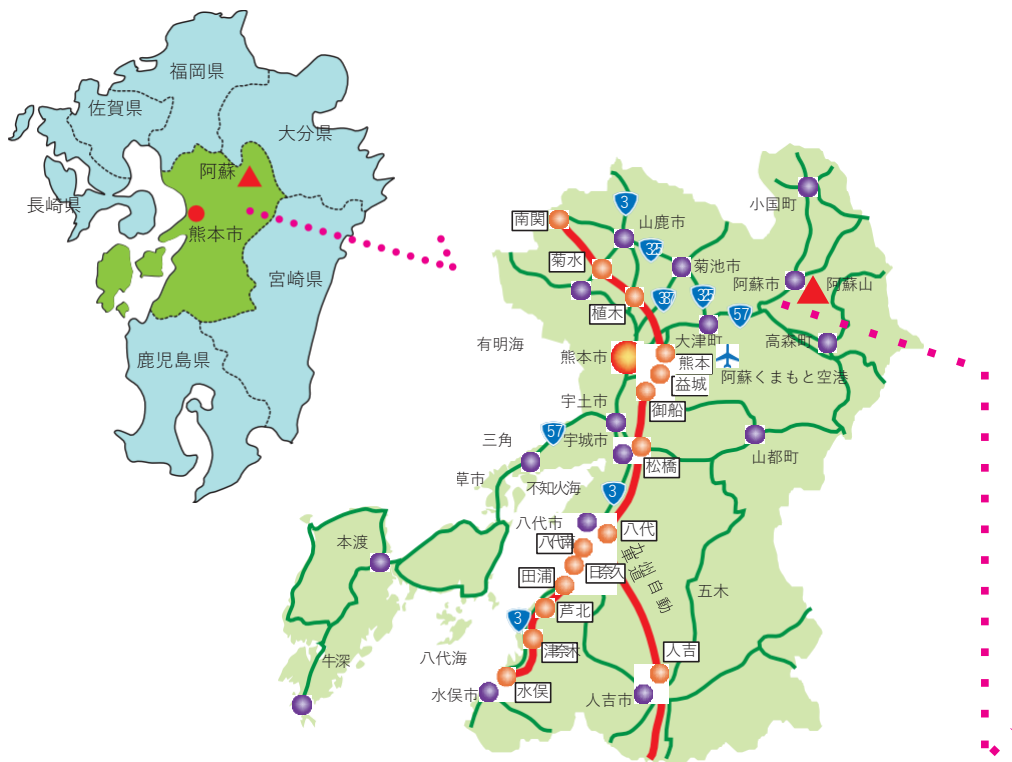 福岡県
佐賀県
大分県
阿蘇
長崎県
熊本市
宮崎県
鹿児島県
小国町
3
南関
山鹿市
325
菊水
菊池市
阿蘇市
阿蘇山
植木
387
325
57
有明海
大津町
高森町
熊本市
熊本
阿蘇くまもと空港
益城
宇土市
御船
57
三角
宇城市
山都町
松橋
草市
不知火海
3
八代市
八代
本渡
八代南
九州自動車道
日奈久
田浦
五木
芦北
3
津奈木
人吉
牛深
八代海
水俣市
水俣
人吉市